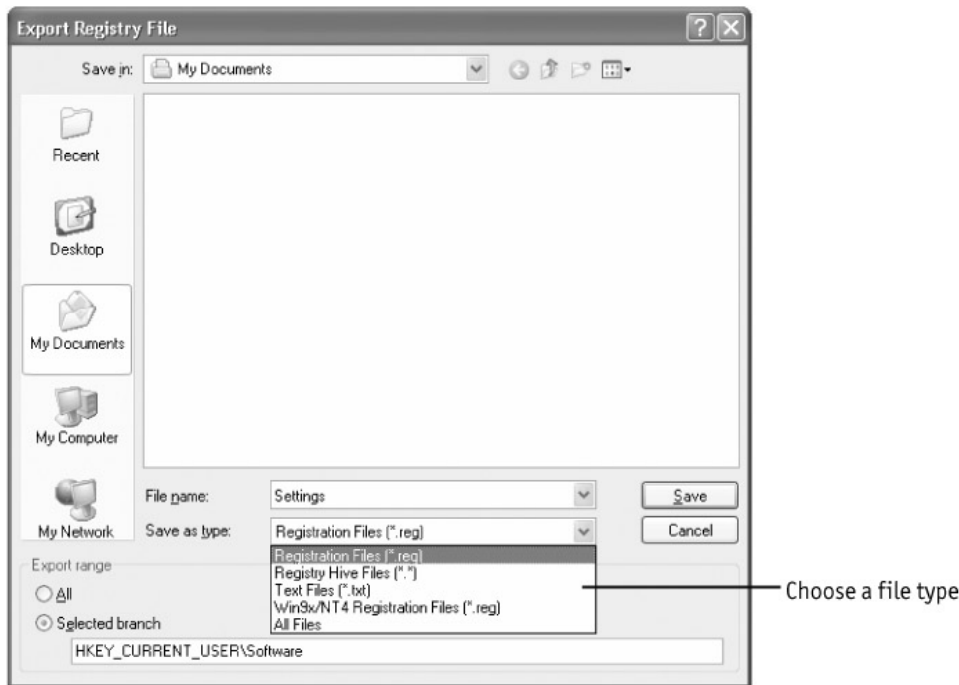 Export Registry File
Save in: My Documents
Recent
Desktop
My Documents
My Computer
My Network
File name: Settings Save
Save as type: Registration Files (*.reg) Cancel
Registration Files (*.reg)
Registry Hive Files (*.*)
Text Files (*.txt)
Win9x/NT4 Registration Files (*.reg)
All Files
Choose a file type
Export range
All
Selected branch
HKEY_CURRENT_USER\Software